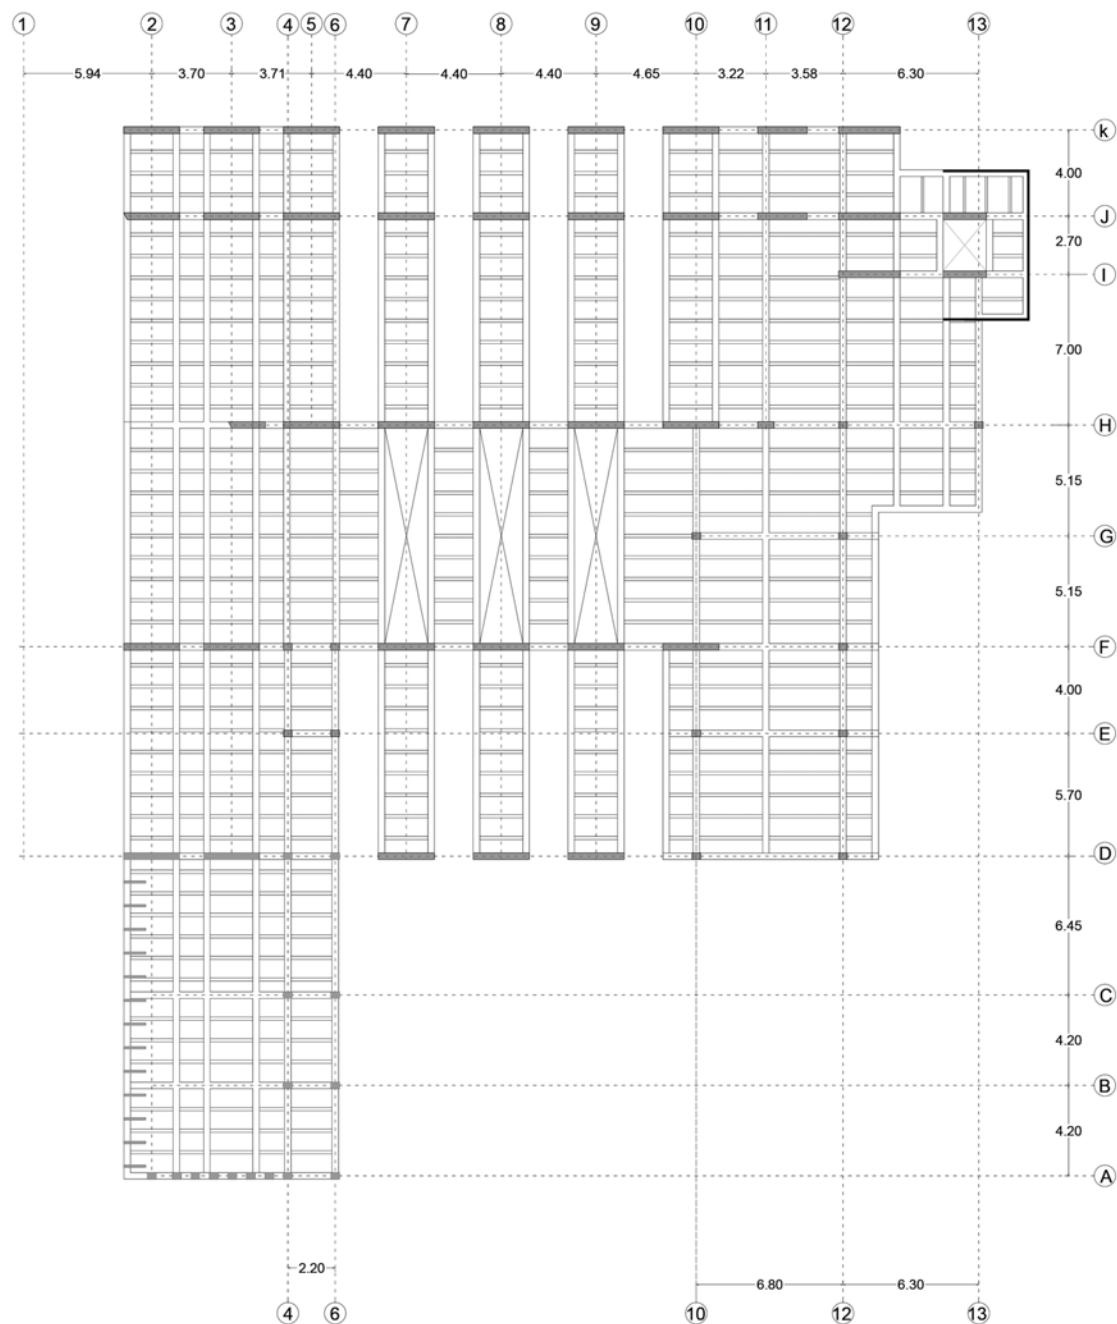 1 2 3 4 5 6 7 8 9 10 11 12 13
5.94 3.70 3.71 4.40 4.40 4.40 4.65 3.22 3.58 6.30
k
4.00
J
2.70
I
7.00
H
5.15
G
5.15
F
4.00
E
5.70
D
6.45
C
4.20
B
4.20
A
2.20 6.80 6.30
4 6 10 12 13